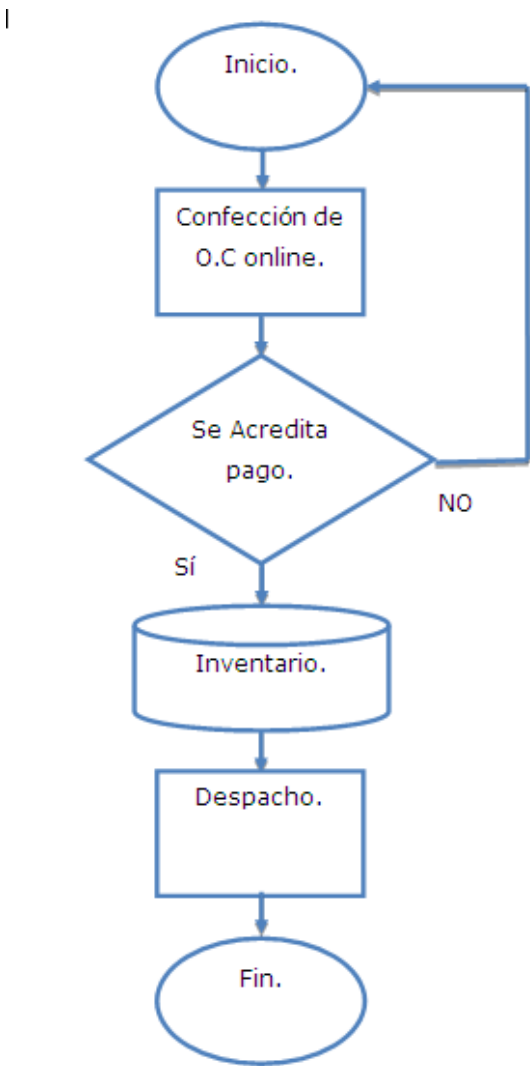 Inicio.
Confección de
O.C online.
Se Acredita
pago.
NO
Sí
Inventario.
Despacho.
Fin.